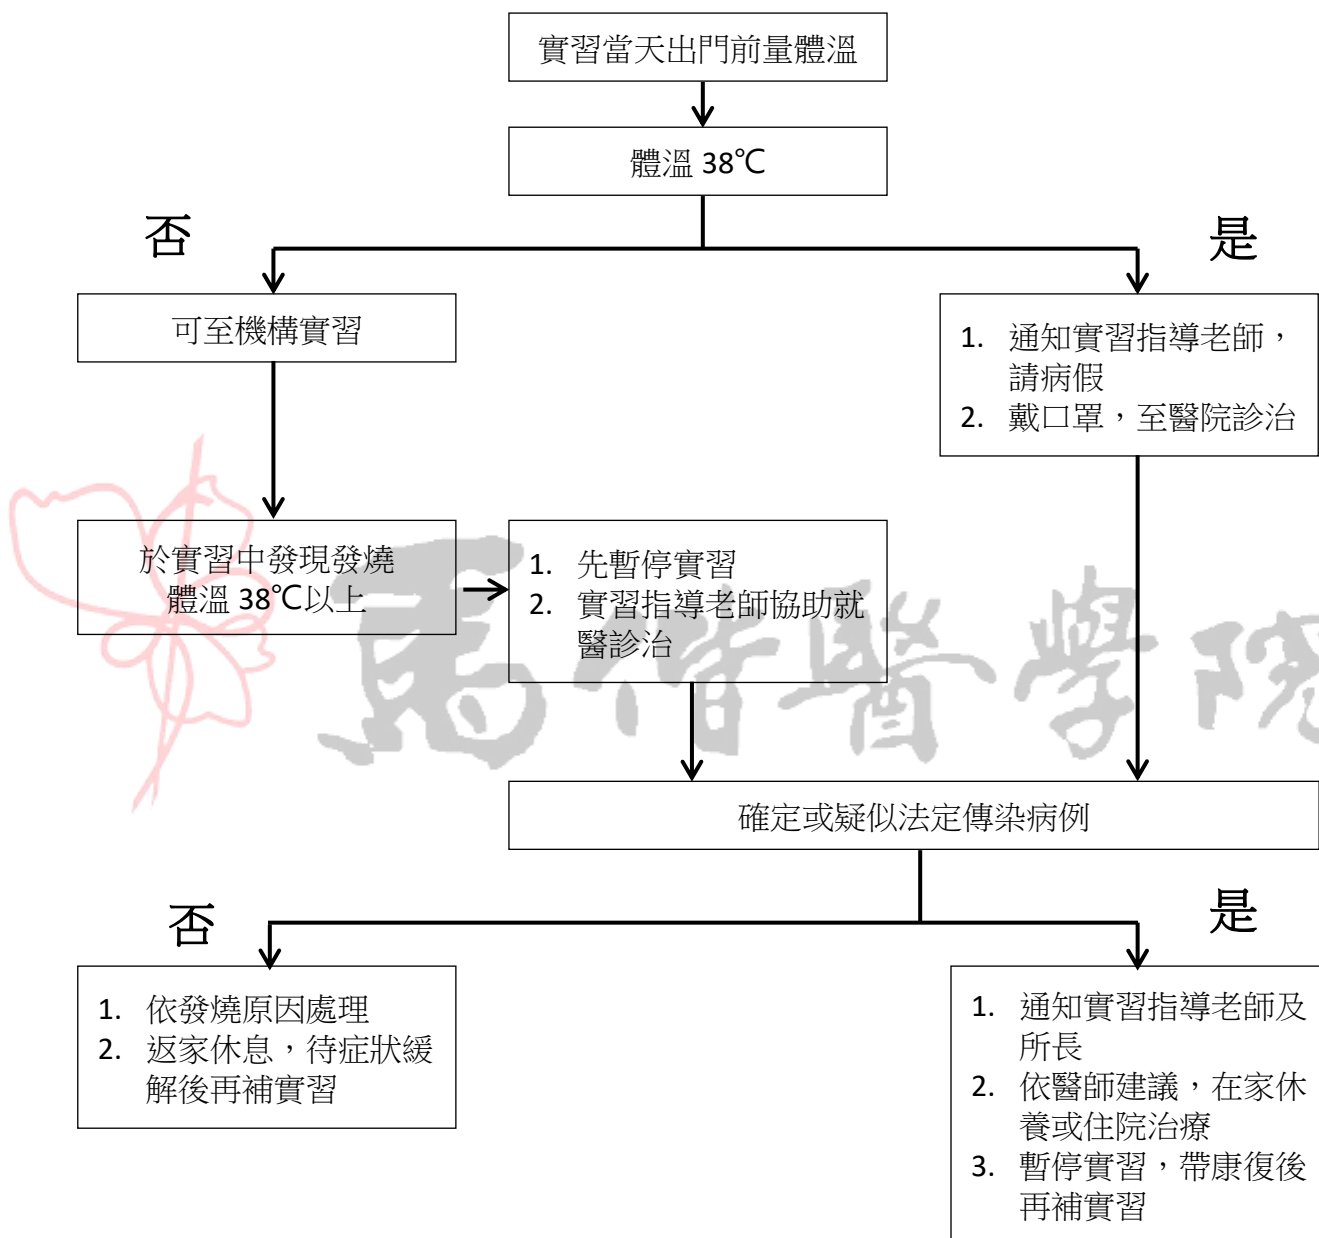 實習當天出門前量體溫
體溫 38℃
否
是
可至機構實習
1. 通知實習指導老師，
請病假
2. 戴口罩，至醫院診治
於實習中發現發燒
體溫 38℃以上
1. 先暫停實習
2. 實習指導老師協助就
醫診治
馬偕醫學院
確定或疑似法定傳染病例
否
是
1. 依發燒原因處理
2. 返家休息，待症狀緩
解後再補實習
1. 通知實習指導老師及
所長
2. 依醫師建議，在家休
養或住院治療
3. 暫停實習，帶康復後
再補實習